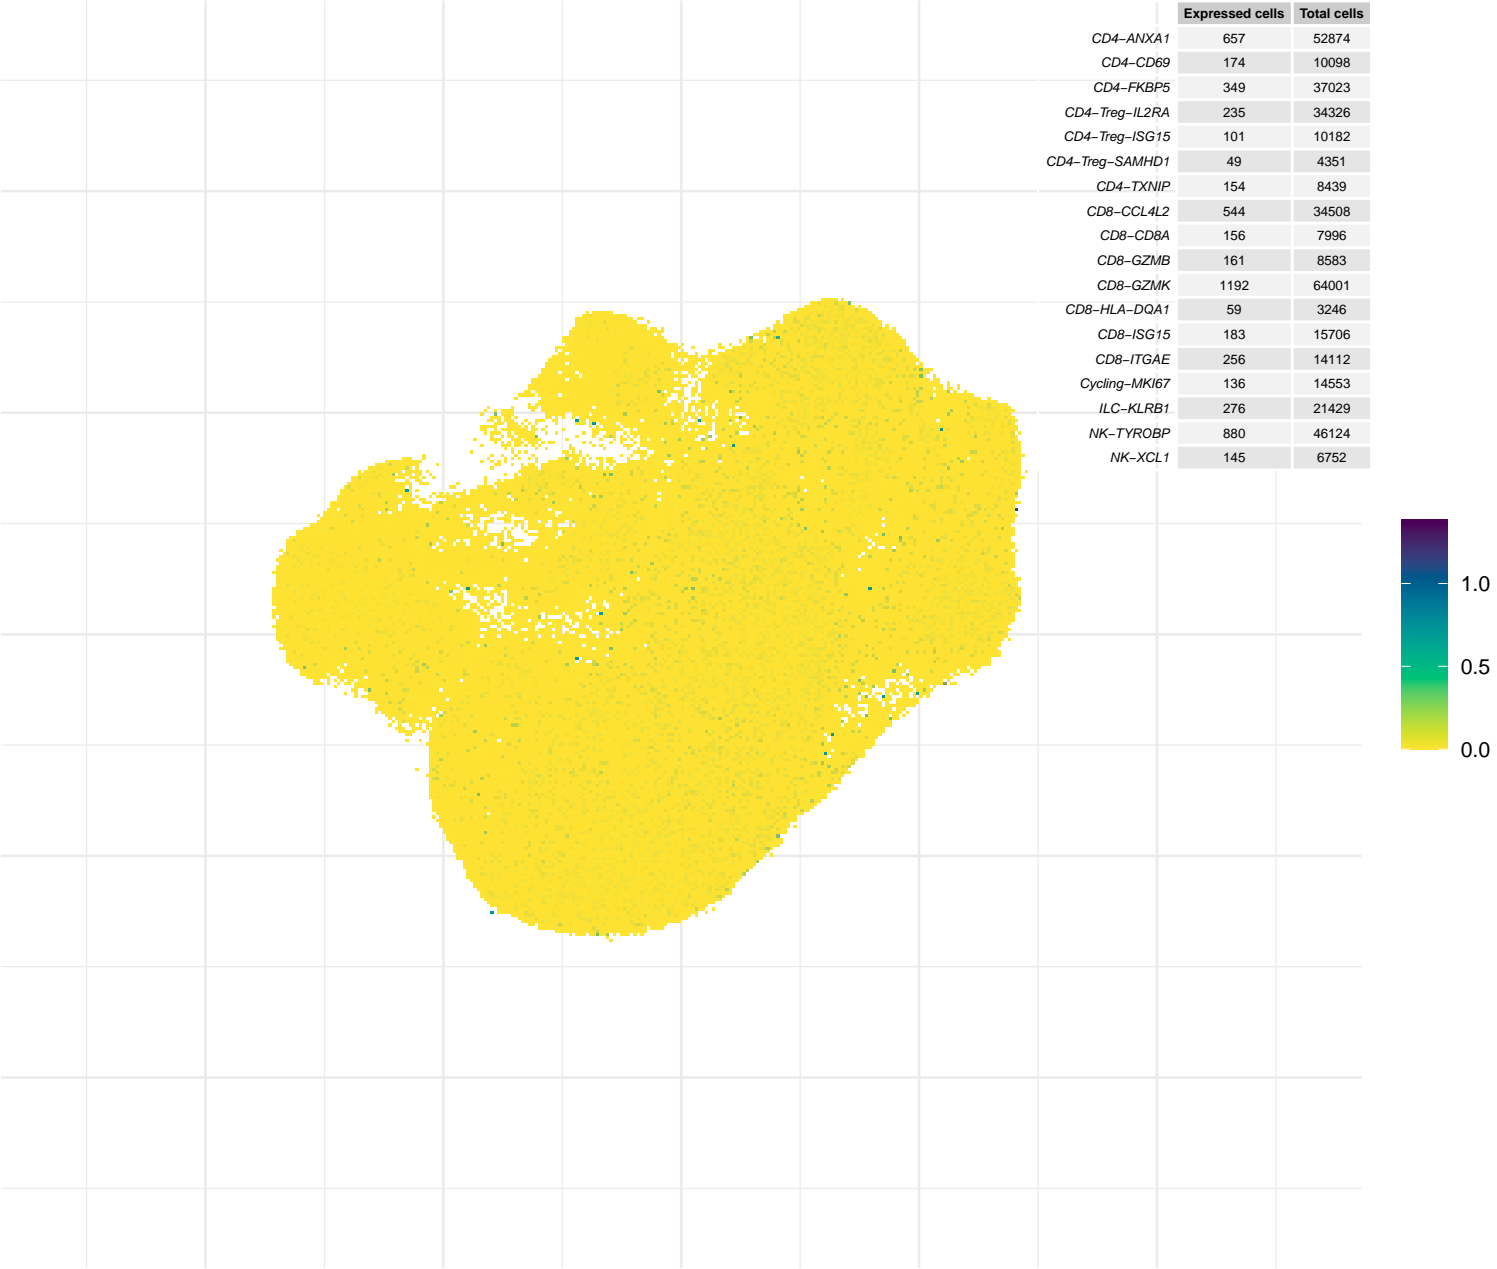 Expressed cells Total cells
CD4−ANXA1 657 52874
CD4−CD69 174 10098
CD4−FKBP5 349 37023
CD4−Treg−IL2RA 235 34326
CD4−Treg−ISG15 101 10182
CD4−Treg−SAMHD1 49 4351
CD4−TXNIP 154 8439
CD8−CCL4L2 544 34508
CD8−CD8A 156 7996
CD8−GZMB 161 8583
CD8−GZMK 1192 64001
CD8−HLA−DQA1 59 3246
CD8−ISG15 183 15706
CD8−ITGAE 256 14112
Cycling−MKI67 136 14553
ILC−KLRB1 276 21429
NK−TYROBP 880 46124
NK−XCL1 145 6752
1.0
0.5
0.0